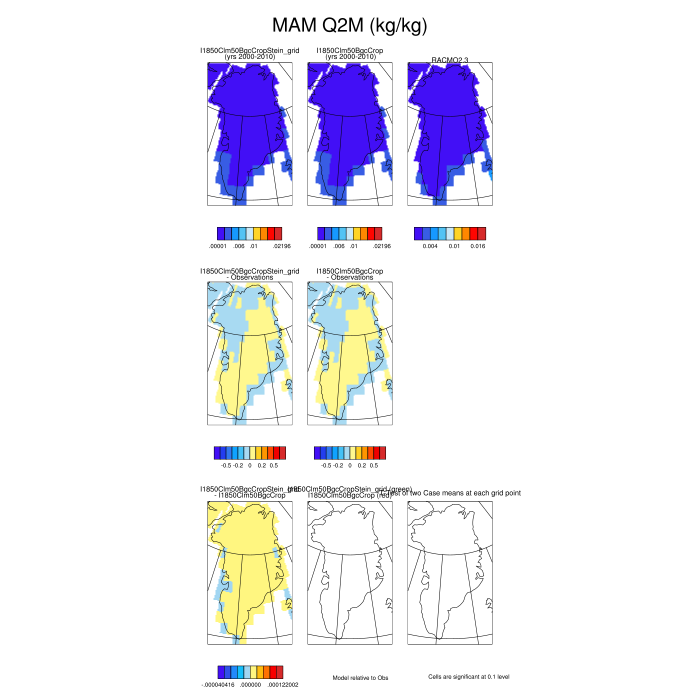 MAM Q2M (kg/kg)
I1850Clm50BgcCropStein_grid
(yrs 2000-2010)
I1850Clm50BgcCrop
(yrs 2000-2010)
RACMO2.3
.00001 .006 .01 .02196
.00001 .006 .01 .02196
0.004 0.01 0.016
I1850Clm50BgcCropStein_grid
- Observations
I1850Clm50BgcCrop
- Observations
-0.5 -0.2 0 0.2 0.5
-0.5 -0.2 0 0.2 0.5
I1850Clm50BgcCropStein_grid
- I1850Clm50BgcCrop
I1850Clm50BgcCropStein_grid (green)
I1850Clm50BgcCrop (red)
of two Case means at each grid point
-.000040416 .000000 .000122002
Model relative to Obs
Cells are significant at 0.1 level